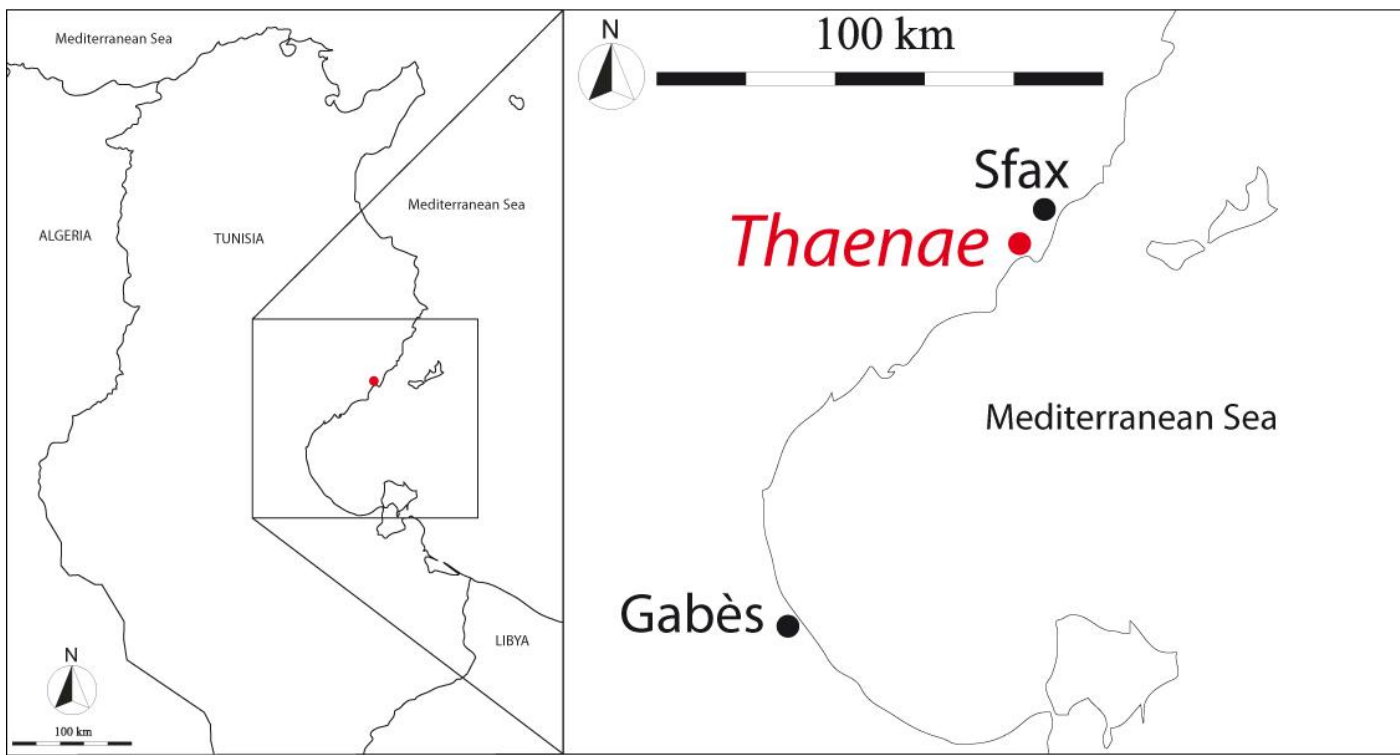 Mediterranean Sea
Mediterranean Sea
ALGERIA
TUNISIA
LIBYA
N
100 km
N
100 km
Sfax
Thaenae
Mediterranean Sea
Gabès